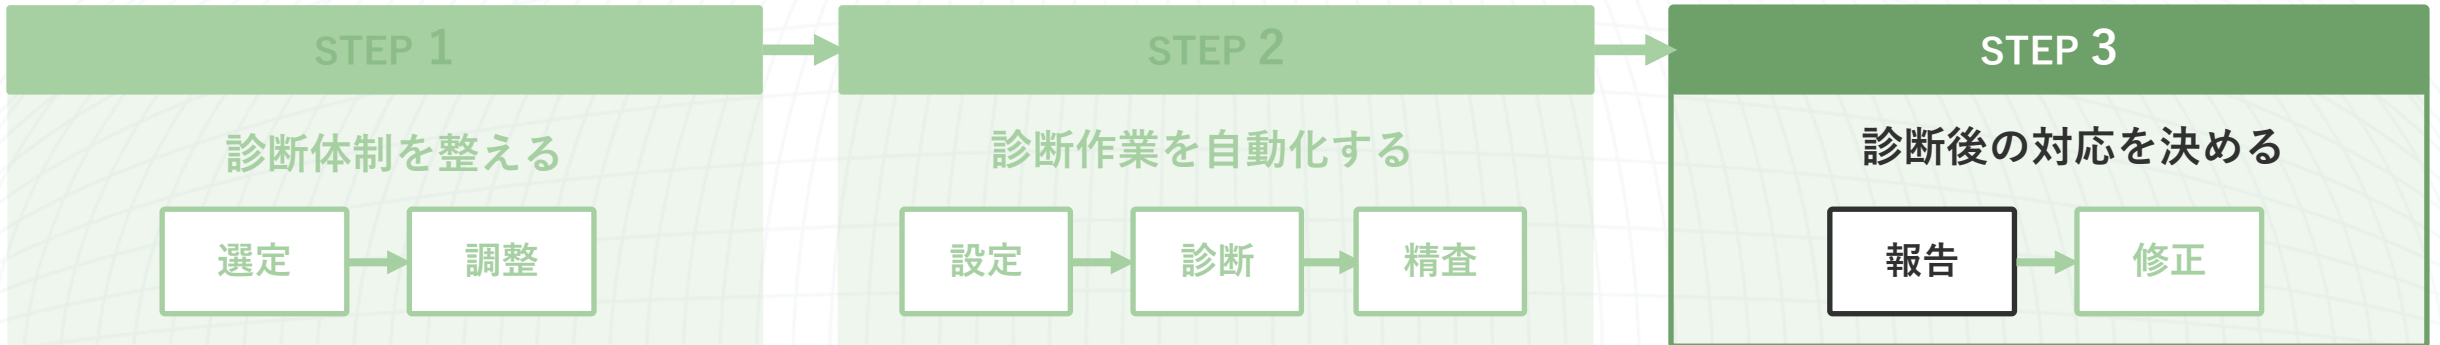 STEP 1
診断体制を整える
選定
調整
STEP 2
診断作業を自動化する
設定
診断
精査
STEP 3
診断後の対応を決める
報告
修正